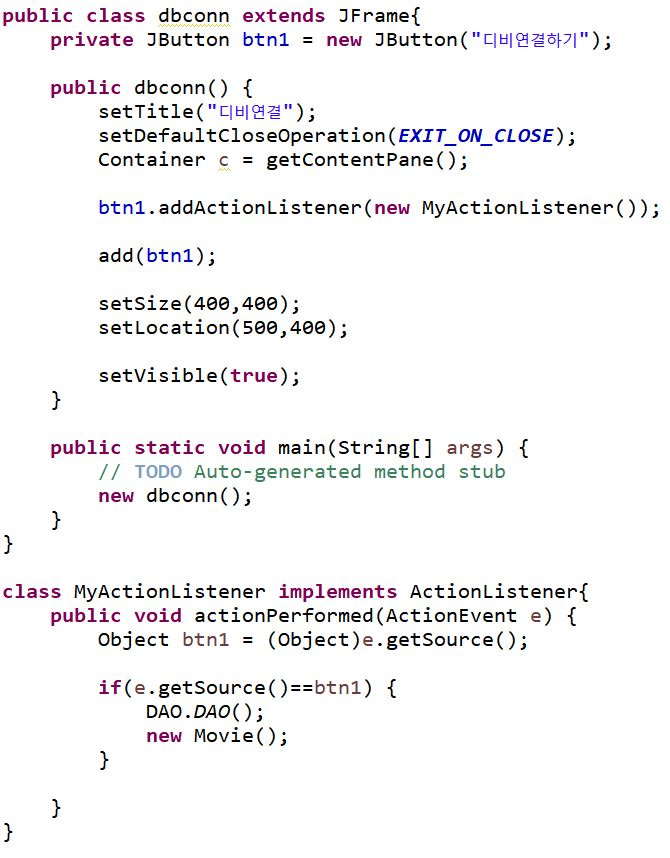 public class dbconn extends JFrame{
    private JButton btn1 = new JButton("디비연결하기");
    public dbconn() {
        setTitle("디비연결");
        setDefaultCloseOperation(EXIT_ON_CLOSE);
        Container c = getContentPane();
        btn1.addActionListener(new MyActionListener());
        add(btn1);
        setSize(400,400);
        setLocation(500,400);
        setVisible(true);
    }
    public static void main(String[] args) {
        // TODO Auto-generated method stub
        new dbconn();
    }
}
class MyActionListener implements ActionListener{
    public void actionPerformed(ActionEvent e) {
        Object btn1 = (Object)e.getSource();
        if(e.getSource()==btn1) {
            DAO.DAO();
            new Movie();
        }
    }
}